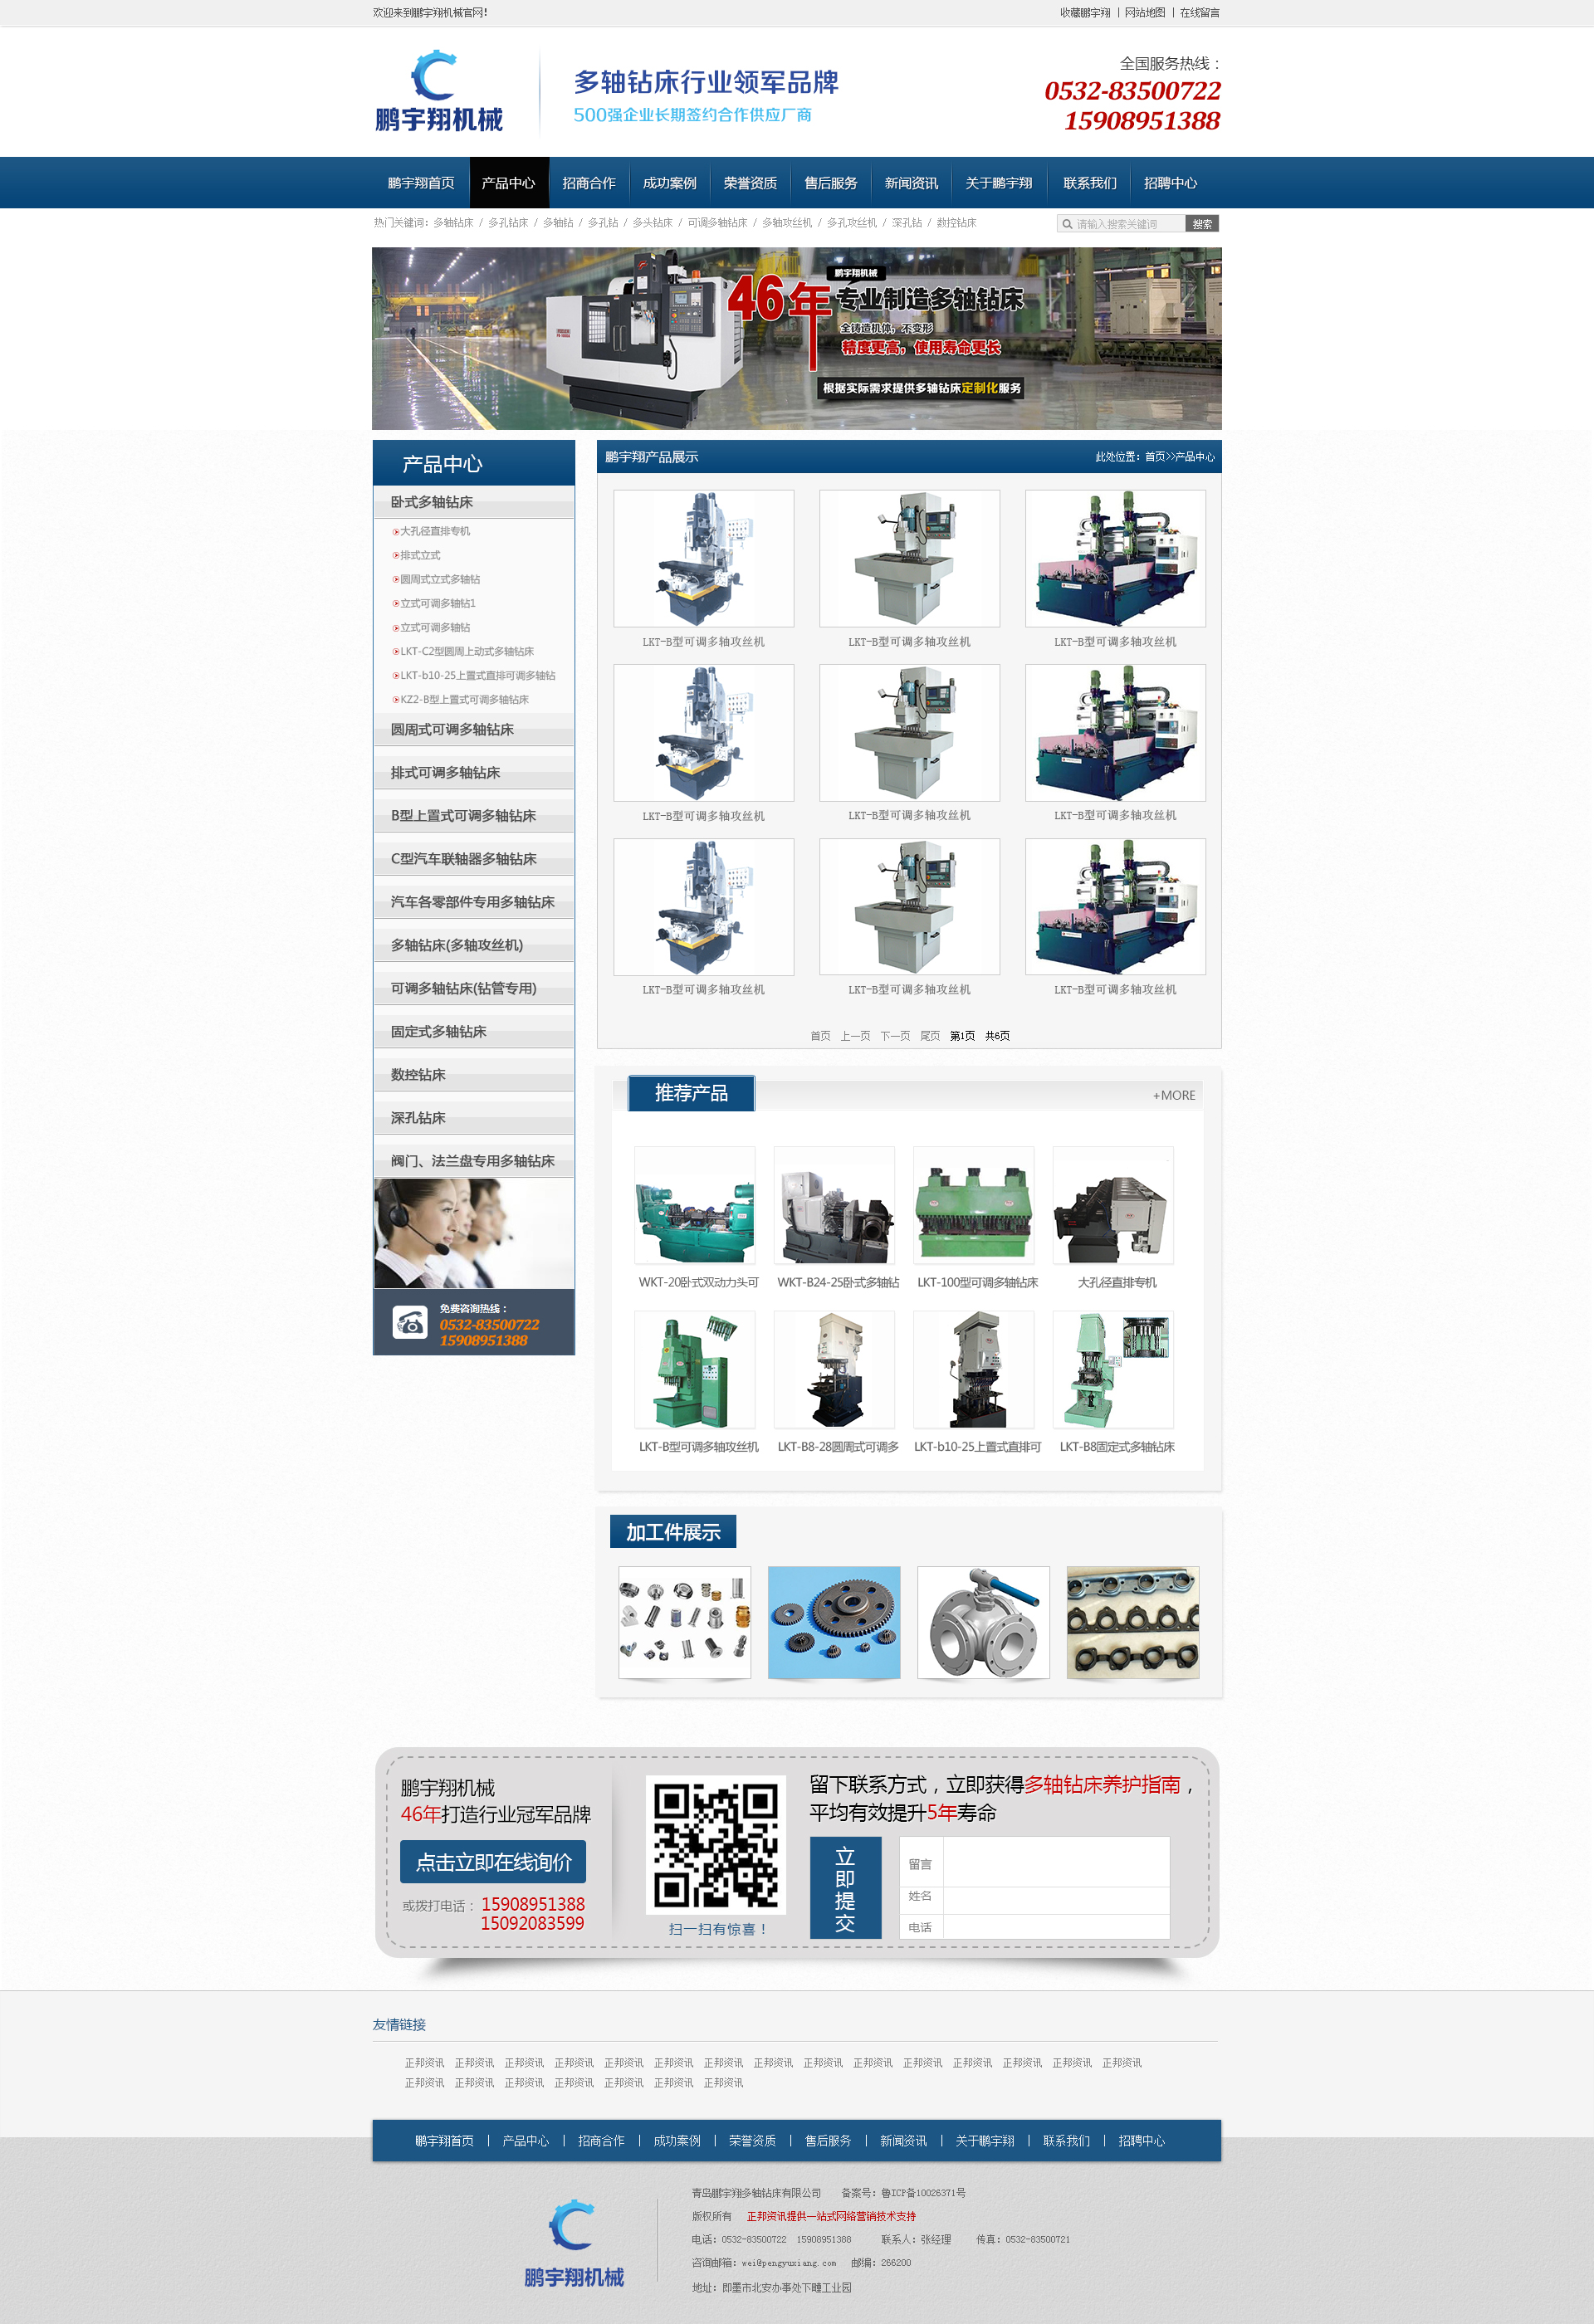 欢迎来到鹏宇翔机械官网！
收藏鹏宇翔 | 网站地图 | 在线留言
鹏宇翔机械
多轴钻床行业领军品牌
500强企业长期签约合作供应厂商
全国服务热线：
0532-83500722
15908951388
鹏宇翔首页 产品中心 招商合作 成功案例 荣誉资质 售后服务 新闻资讯 关于鹏宇翔 联系我们 招聘中心
热门关键词：多轴钻床 / 多孔钻床 / 多轴钻 / 多孔钻 / 多头钻床 / 可调多轴钻床 / 多轴攻丝机 / 多孔攻丝机 / 深孔钻 / 数控钻床
请输入搜索关键词 搜索
鹏宇翔机械
46年专业制造多轴钻床
全铸造机体，不变形
精度更高，使用寿命更长
根据实际需求提供多轴钻床定制化服务
产品中心
卧式多轴钻床
大孔径直排专机
排式立式
圆周式立式多轴钻
立式可调多轴钻1
立式可调多轴钻
LKT-C2型圆周上动式多轴钻床
LKT-b10-25上置式直排可调多轴钻
KZ2-B型上置式可调多轴钻床
圆周式可调多轴钻床
排式可调多轴钻床
B型上置式可调多轴钻床
C型汽车联轴器多轴钻床
汽车各零部件专用多轴钻床
多轴钻床(多轴攻丝机)
可调多轴钻床(钻管专用)
固定式多轴钻床
数控钻床
深孔钻床
阀门、法兰盘专用多轴钻床
免费咨询热线：
0532-83500722
15908951388
鹏宇翔产品展示
此处位置：首页>>产品中心
LKT-B型可调多轴攻丝机 LKT-B型可调多轴攻丝机 LKT-B型可调多轴攻丝机
LKT-B型可调多轴攻丝机 LKT-B型可调多轴攻丝机 LKT-B型可调多轴攻丝机
LKT-B型可调多轴攻丝机 LKT-B型可调多轴攻丝机 LKT-B型可调多轴攻丝机
首页 上一页 下一页 尾页 第1页 共6页
推荐产品
+MORE
WKT-20卧式双动力头可 WKT-B24-25卧式多轴钻 LKT-100型可调多轴钻床 大孔径直排专机
LKT-B型可调多轴攻丝机 LKT-B8-28圆周式可调多 LKT-b10-25上置式直排可 LKT-B8固定式多轴钻床
加工件展示
鹏宇翔机械
46年打造行业冠军品牌
点击立即在线询价
或拨打电话：15908951388
15092083599
扫一扫有惊喜！
留下联系方式，立即获得多轴钻床养护指南，
平均有效提升5年寿命
立即提交
留言
姓名
电话
友情链接
正邦资讯 正邦资讯 正邦资讯 正邦资讯 正邦资讯 正邦资讯 正邦资讯 正邦资讯 正邦资讯 正邦资讯 正邦资讯 正邦资讯 正邦资讯 正邦资讯 正邦资讯
正邦资讯 正邦资讯 正邦资讯 正邦资讯 正邦资讯 正邦资讯 正邦资讯
鹏宇翔首页 | 产品中心 | 招商合作 | 成功案例 | 荣誉资质 | 售后服务 | 新闻资讯 | 关于鹏宇翔 | 联系我们 | 招聘中心
鹏宇翔机械
青岛鹏宇翔多轴钻床有限公司 备案号：鲁ICP备10026371号
版权所有 正邦资讯提供一站式网络营销技术支持
电话：0532-83500722 15908951388 联系人：张经理 传真：0532-83500721
咨询邮箱：wei@pengyuxiang.com 邮编：266200
地址：即墨市北安办事处下疃工业园